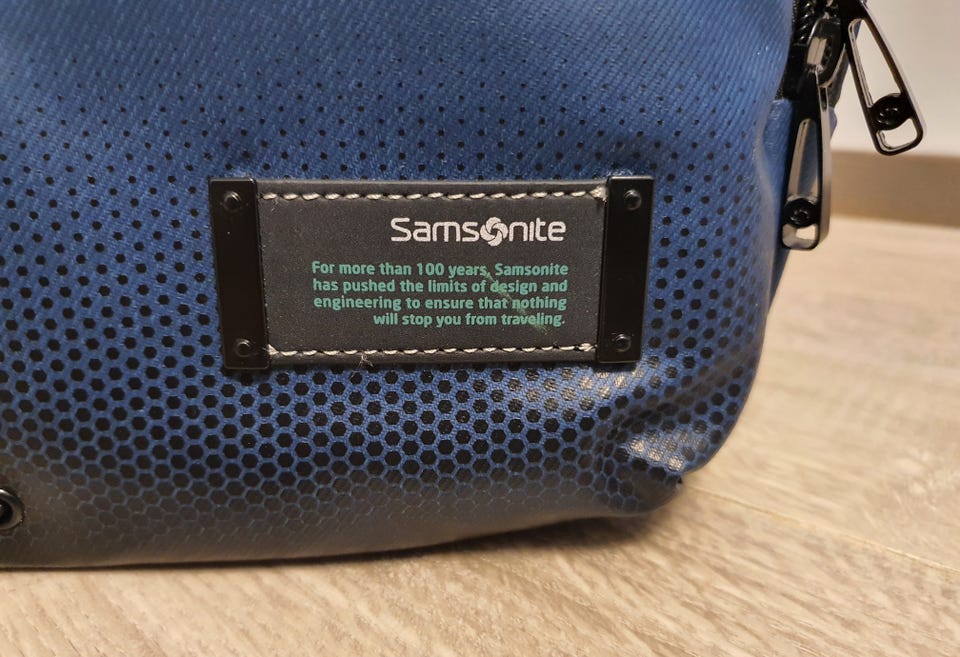 Samsonite
For more than 100 years, Samsonite
has pushed the limits of design and
engineering to ensure that nothing
will stop you from traveling.